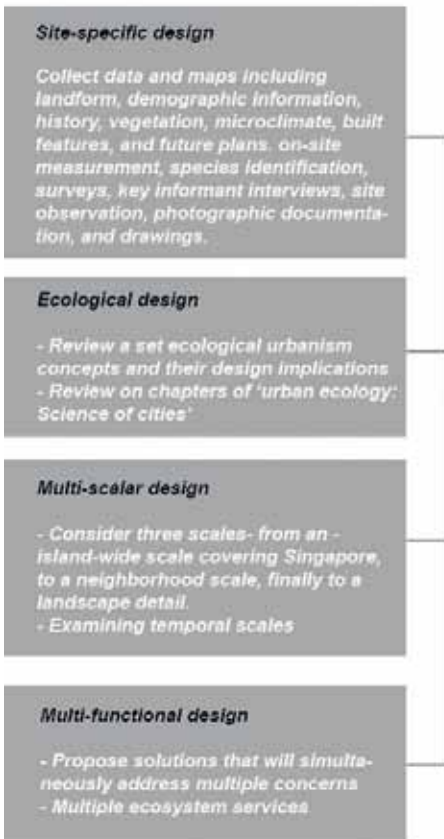 Site-specific design
Collect data and maps including
landform, demographic information,
history, vegetation, microclimate, built
features, and future plans. on-site
measurement, species identification,
surveys, key informant interviews, site
observation, photographic documenta-
tion, and drawings.
Ecological design
- Review a set ecological urbanism
concepts and their design implications
- Review on chapters of ‘urban ecology:
Science of cities’
Multi-scalar design
- Consider three scales- from an -
island-wide scale covering Singapore,
to a neighborhood scale, finally to a
landscape detail.
- Examining temporal scales
Multi-functional design
- Propose solutions that will simulta-
neously address multiple concerns
- Multiple ecosystem services